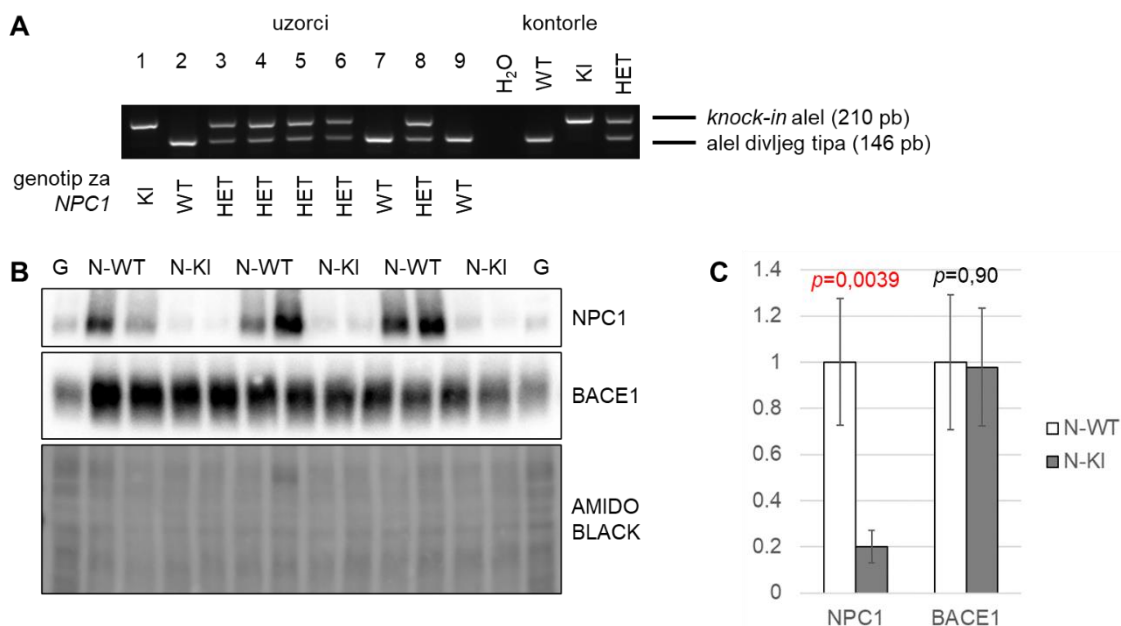 A
uzorci
kontorle
1 2 3 4 5 6 7 8 9 H₂O WT KI HET
knock-in alel (210 pb)
alel divljeg tipa (146 pb)
genotip za
NPC1
KI WT HET HET HET HET WT HET WT
B
G N-WT N-KI N-WT N-KI N-WT N-KI G
NPC1
BACE1
AMIDO
BLACK
C
1.4
p=0,0039 p=0,90
1.2
1
0.8
0.6
0.4
0.2
0
N-WT
N-KI
NPC1 BACE1